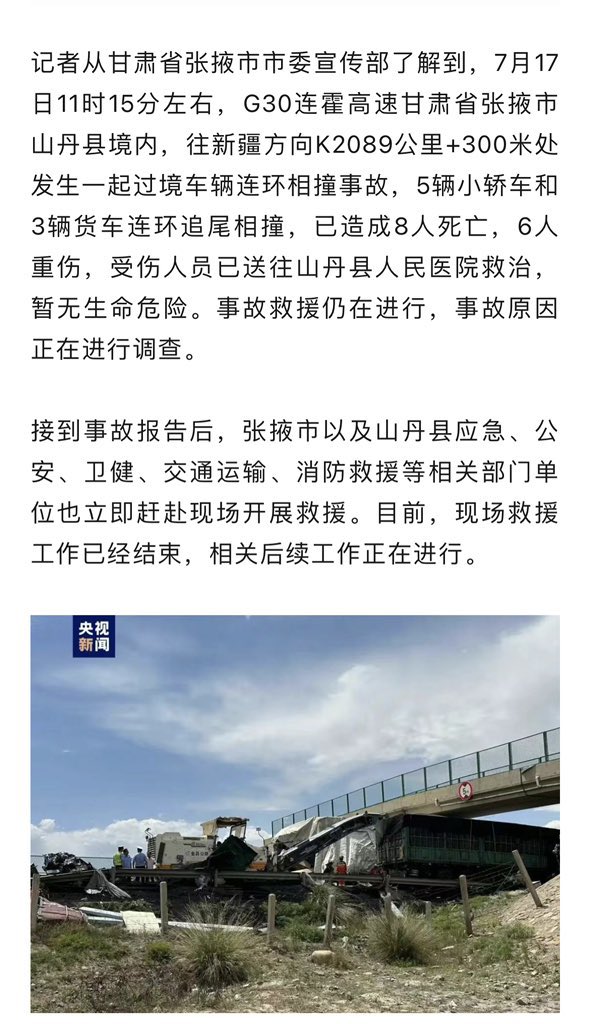 记者从甘肃省张掖市市委宣传部了解到，7月17
日11时15分左右，G30连霍高速甘肃省张掖市
山丹县境内，往新疆方向K2089公里+300米处
发生一起过境车辆连环相撞事故，5辆小轿车和
3辆货车连环追尾相撞，已造成8人死亡，6人
重伤，受伤人员已送往山丹县人民医院救治，
暂无生命危险。事故救援仍在进行，事故原因
正在进行调查。
接到事故报告后，张掖市以及山丹县应急、公
安、卫健、交通运输、消防救援等相关部门单
位也立即赶赴现场开展救援。目前，现场救援
工作已经结束，相关后续工作正在进行。
央视
新闻